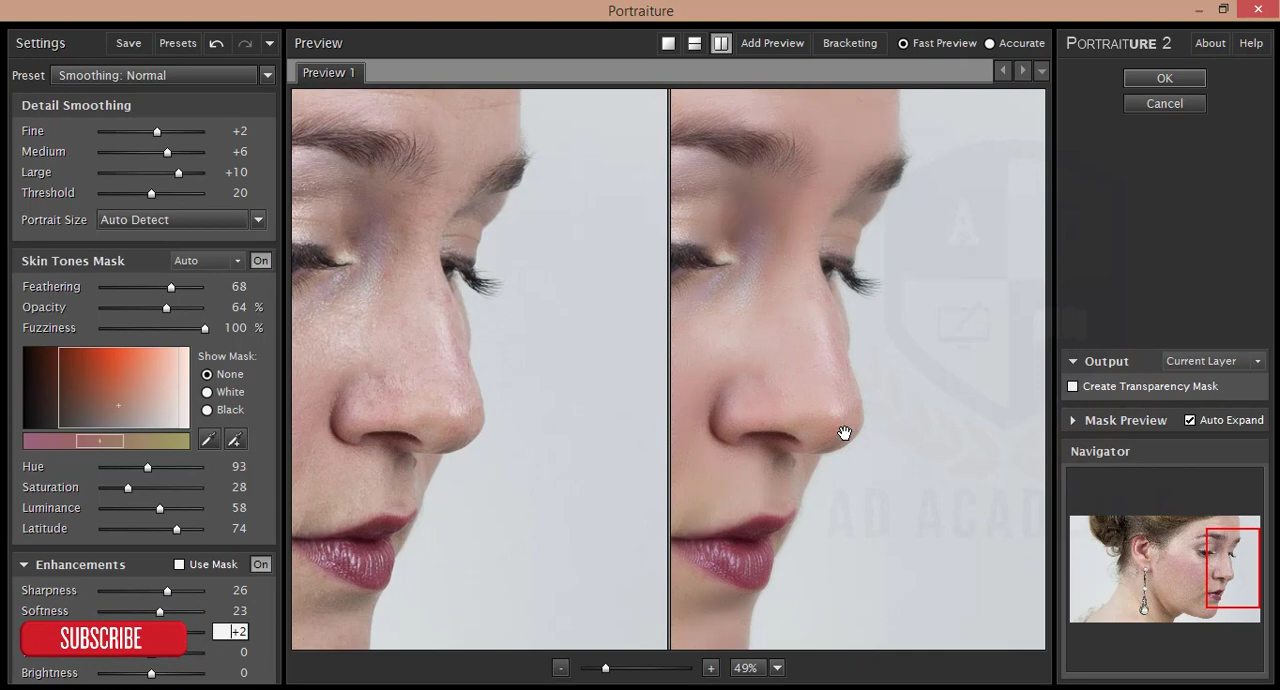 Portraiture
Settings
Save
Presets
Preview
Add Preview
Bracketing
Fast Preview
Accurate
PORTRAITURE 2
About
Help
Preset
Smoothing: Normal
Preview 1
OK
Cancel
Detail Smoothing
Fine +2
Medium +6
Large +10
Threshold 20
Portrait Size Auto Detect
Skin Tones Mask Auto On
Feathering 68
Opacity 64 %
Fuzziness 100 %
Show Mask:
None
White
Black
Hue 93
Saturation 28
Luminance 58
Latitude 74
Enhancements Use Mask On
Sharpness 26
Softness 23
SUBSCRIBE
+2
0
Brightness 0
- + 49%
Output Current Layer
Create Transparency Mask
Mask Preview Auto Expand
Navigator